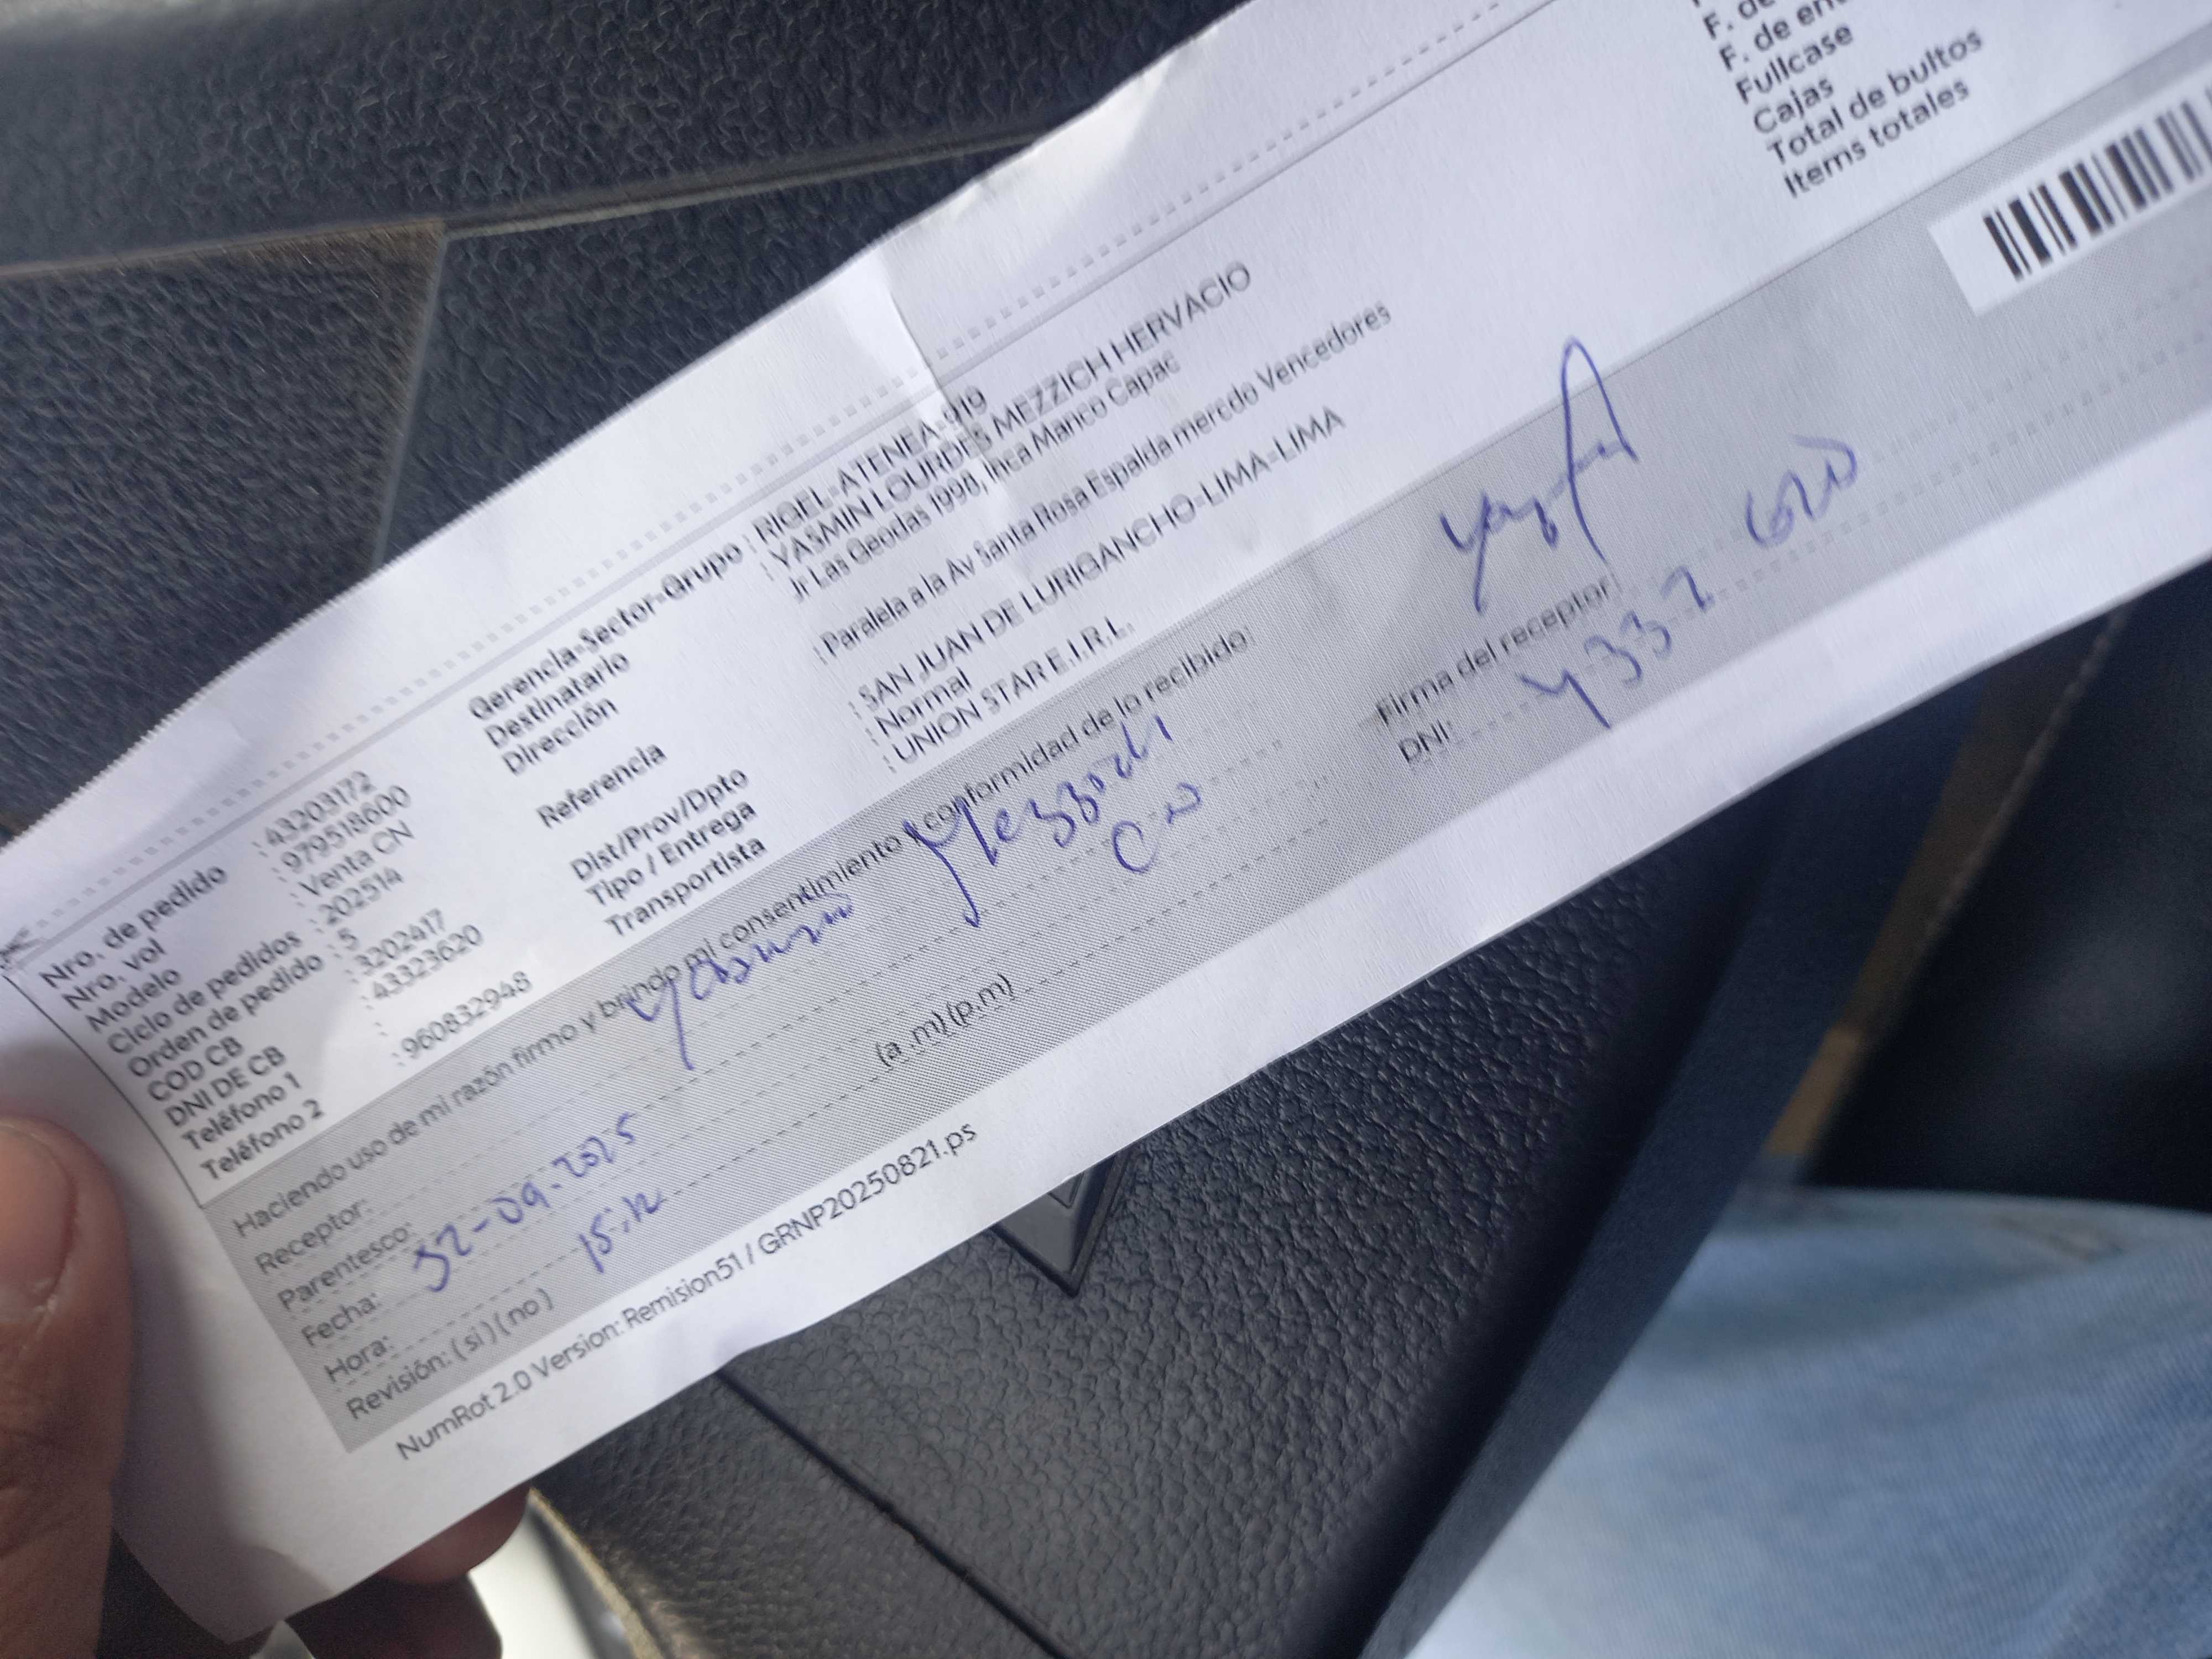 Nro. de pedido : 43203172
Nro. vol : 979518600
Modelo : Venta CN
Ciclo de pedidos : 202514
Orden de pedido : 5
COD CB : 3202417
DNI DE CB : 43323620
Teléfono 1 :
Teléfono 2 : 960832948
Gerencia-Sector-Grupo : RIGEL-ATENEA-919
Destinatario : YASMIN LOURDES MEZZICH HERVACIO
Dirección : Jr Las Geodas 1998, Inca Manco Capac
Referencia : Paralela a la Av Santa Rosa Espalda mercdo Vencedores
Dist/Prov/Dpto : SAN JUAN DE LURIGANCHO-LIMA-LIMA
Tipo / Entrega : Normal
Transportista : UNION STAR E.I.R.L.
F. de
F. de en
Fullcase
Cajas
Total de bultos
Items totales
Haciendo uso de mi razón firmo y brindo mi consentimiento y conformidad de lo recibido:
Receptor:
Parentesco:
Fecha: -09.2025
Hora: 15:12 (a .m) (p.m)
Revisión: ( si ) ( no )
Firma del receptor:
DNI: 4332
NumRot 2.0 Version: Remision51 / GRNP20250821.ps